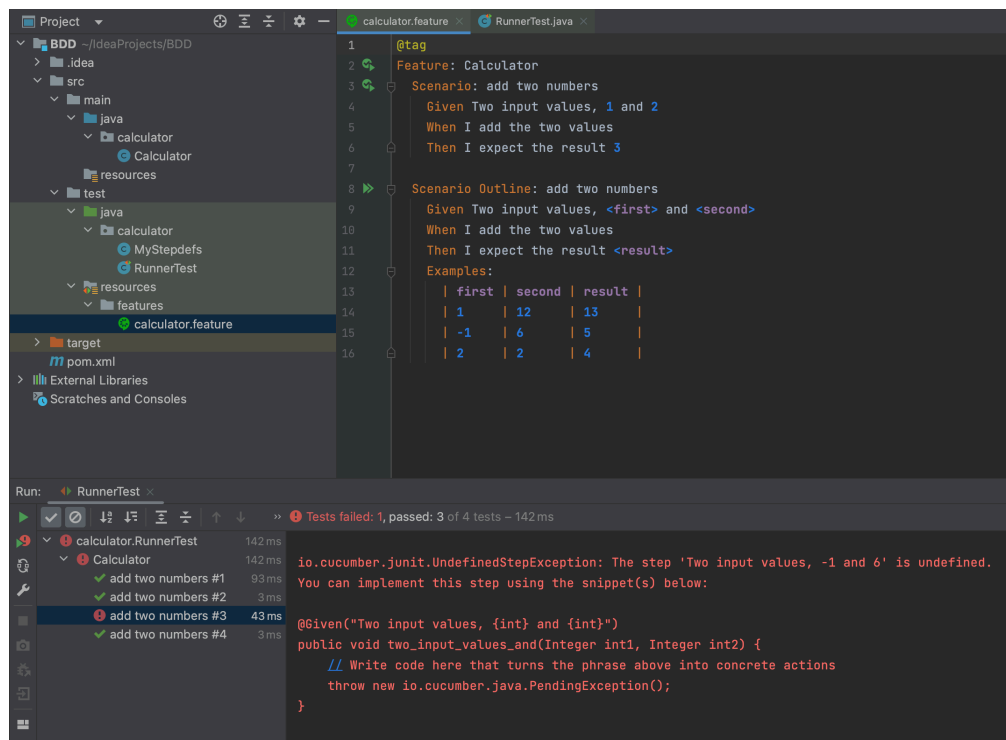 Project
calculator.feature
RunnerTest.java
BDD ~/IdeaProjects/BDD
.idea
src
main
java
calculator
Calculator
resources
test
java
calculator
MyStepdefs
RunnerTest
resources
features
calculator.feature
target
pom.xml
External Libraries
Scratches and Consoles
1 @tag
2 Feature: Calculator
3 Scenario: add two numbers
4 Given Two input values, 1 and 2
5 When I add the two values
6 Then I expect the result 3
7
8 Scenario Outline: add two numbers
9 Given Two input values, <first> and <second>
10 When I add the two values
11 Then I expect the result <result>
12 Examples:
13 | first | second | result |
14 | 1 | 12 | 13 |
15 | -1 | 6 | 5 |
16 | 2 | 2 | 4 |
Run: RunnerTest
Tests failed: 1, passed: 3 of 4 tests – 142 ms
calculator.RunnerTest 142 ms
Calculator 142 ms
add two numbers #1 93 ms
add two numbers #2 3 ms
add two numbers #3 43 ms
add two numbers #4 3 ms
io.cucumber.junit.UndefinedStepException: The step 'Two input values, -1 and 6' is undefined.
You can implement this step using the snippet(s) below:
@Given("Two input values, {int} and {int}")
public void two_input_values_and(Integer int1, Integer int2) {
// Write code here that turns the phrase above into concrete actions
throw new io.cucumber.java.PendingException();
}